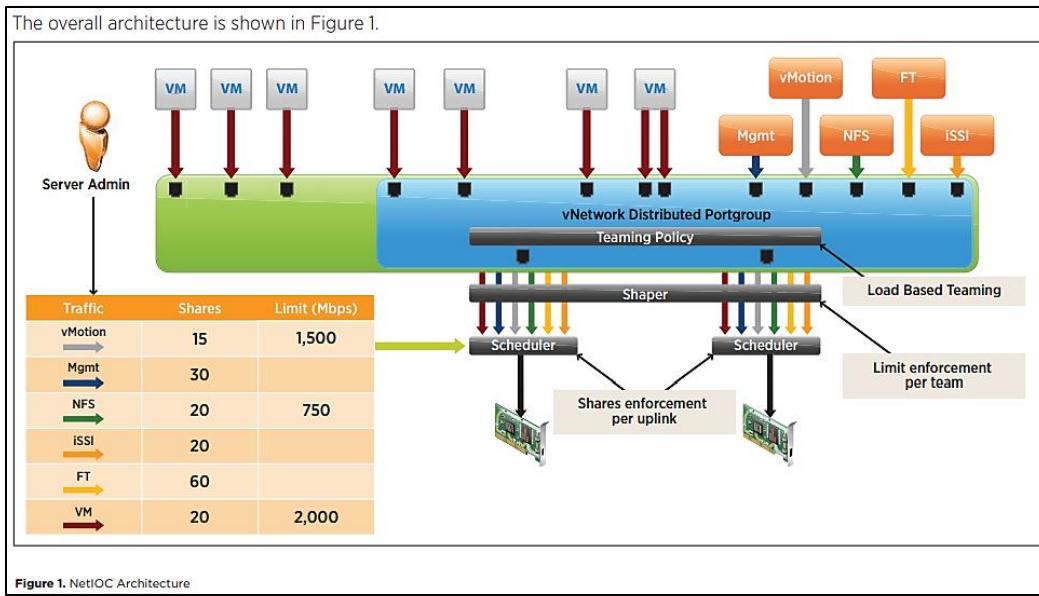 The overall architecture is shown in Figure 1.
VM VM VM VM VM VM VM vMotion FT
Mgmt NFS iSSI
Server Admin
vNetwork Distributed Portgroup
Teaming Policy
Load Based Teaming
Shaper
Traffic Shares Limit (Mbps)
vMotion 15 1,500
Mgmt 30
NFS 20 750
iSSI 20
FT 60
VM 20 2,000
Scheduler Scheduler
Limit enforcement
per team
Shares enforcement
per uplink
Figure 1. NetIOC Architecture